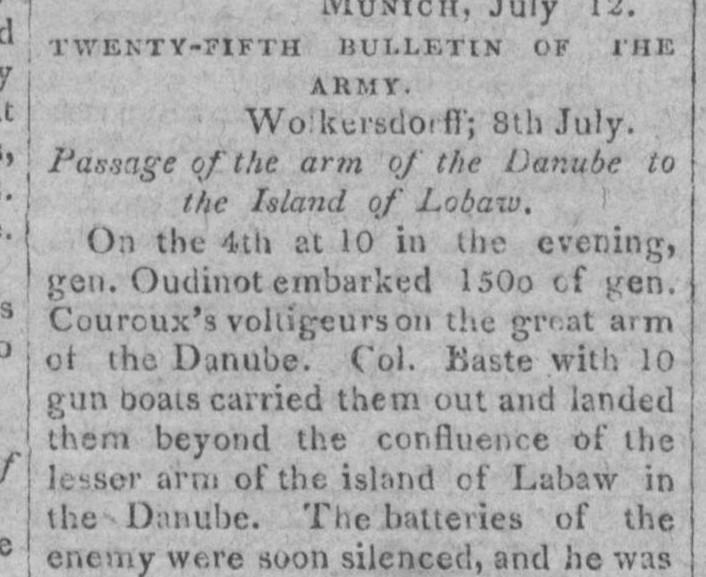 MUNICH, July 12.
TWENTY-FIFTH BULLETIN OF THE
ARMY.
Wolkersdorff; 8th July.
Passage of the arm of the Danube to
the Island of Lobaw.
On the 4th at 10 in the evening,
gen. Oudinot embarked 1500 of gen.
Couroux's voltigeurs on the great arm
of the Danube. Col. Baste with 10
gun boats carried them out and landed
them beyond the confluence of the
lesser arm of the island of Labaw in
the Danube. The batteries of the
enemy were soon silenced, and he was